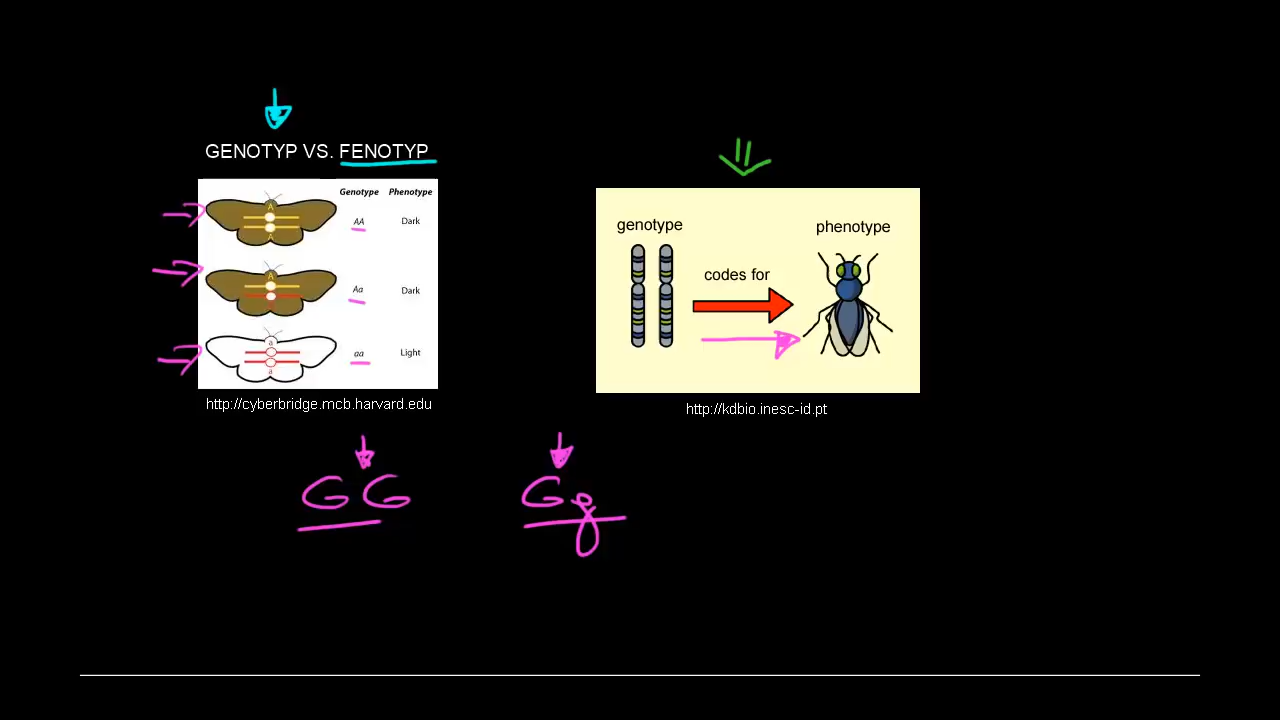 GENOTYP VS. FENOTYP
Genotype Phenotype
A
A
AA Dark
A
Aa Dark
a
a
aa Light
http://cyberbridge.mcb.harvard.edu
genotype
phenotype
codes for
http://kdbio.inesc-id.pt
GG
Gg